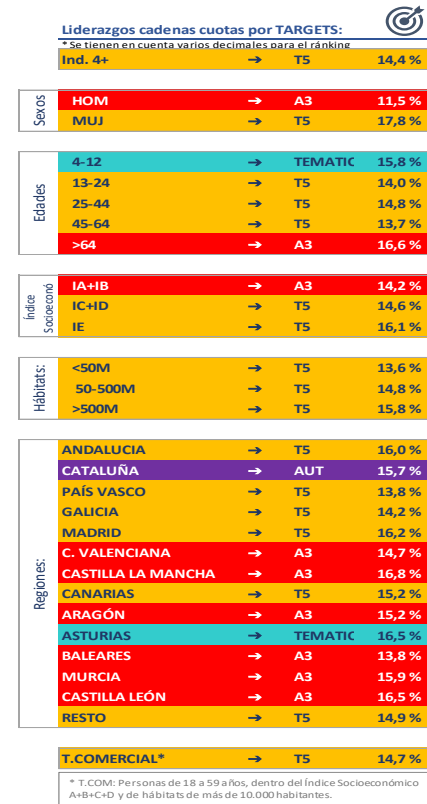 Liderazgos cadenas cuotas por TARGETS:
* Se tienen en cuenta varios decimales para el ránking
Ind. 4+ ➔ T5 14,4 %
Sexos
HOM ➔ A3 11,5 %
MUJ ➔ T5 17,8 %
Edades
4-12 ➔ TEMATIC 15,8 %
13-24 ➔ T5 14,0 %
25-44 ➔ T5 14,8 %
45-64 ➔ T5 13,7 %
>64 ➔ A3 16,6 %
Índice
Socioeconó
IA+IB ➔ A3 14,2 %
IC+ID ➔ T5 14,6 %
IE ➔ T5 16,1 %
Hábitats:
<50M ➔ T5 13,6 %
50-500M ➔ T5 14,8 %
>500M ➔ T5 15,8 %
Regiones:
ANDALUCIA ➔ T5 16,0 %
CATALUÑA ➔ AUT 15,7 %
PAÍS VASCO ➔ T5 13,8 %
GALICIA ➔ T5 14,2 %
MADRID ➔ T5 16,2 %
C. VALENCIANA ➔ A3 14,7 %
CASTILLA LA MANCHA ➔ A3 16,8 %
CANARIAS ➔ T5 15,2 %
ARAGÓN ➔ A3 15,2 %
ASTURIAS ➔ TEMATIC 16,5 %
BALEARES ➔ A3 13,8 %
MURCIA ➔ A3 15,9 %
CASTILLA LEÓN ➔ A3 16,5 %
RESTO ➔ T5 14,9 %
T.COMERCIAL* ➔ T5 14,7 %
* T.COM: Personas de 18 a 59 años, dentro del Índice Socioeconómico
A+B+C+D y de hábitats de más de 10.000 habitantes.